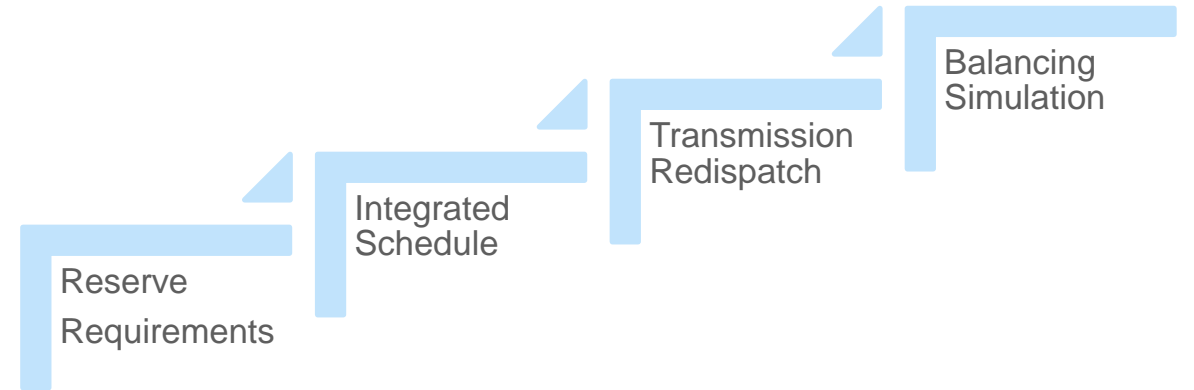 Reserve
Requirements
Integrated
Schedule
Transmission
Redispatch
Balancing
Simulation